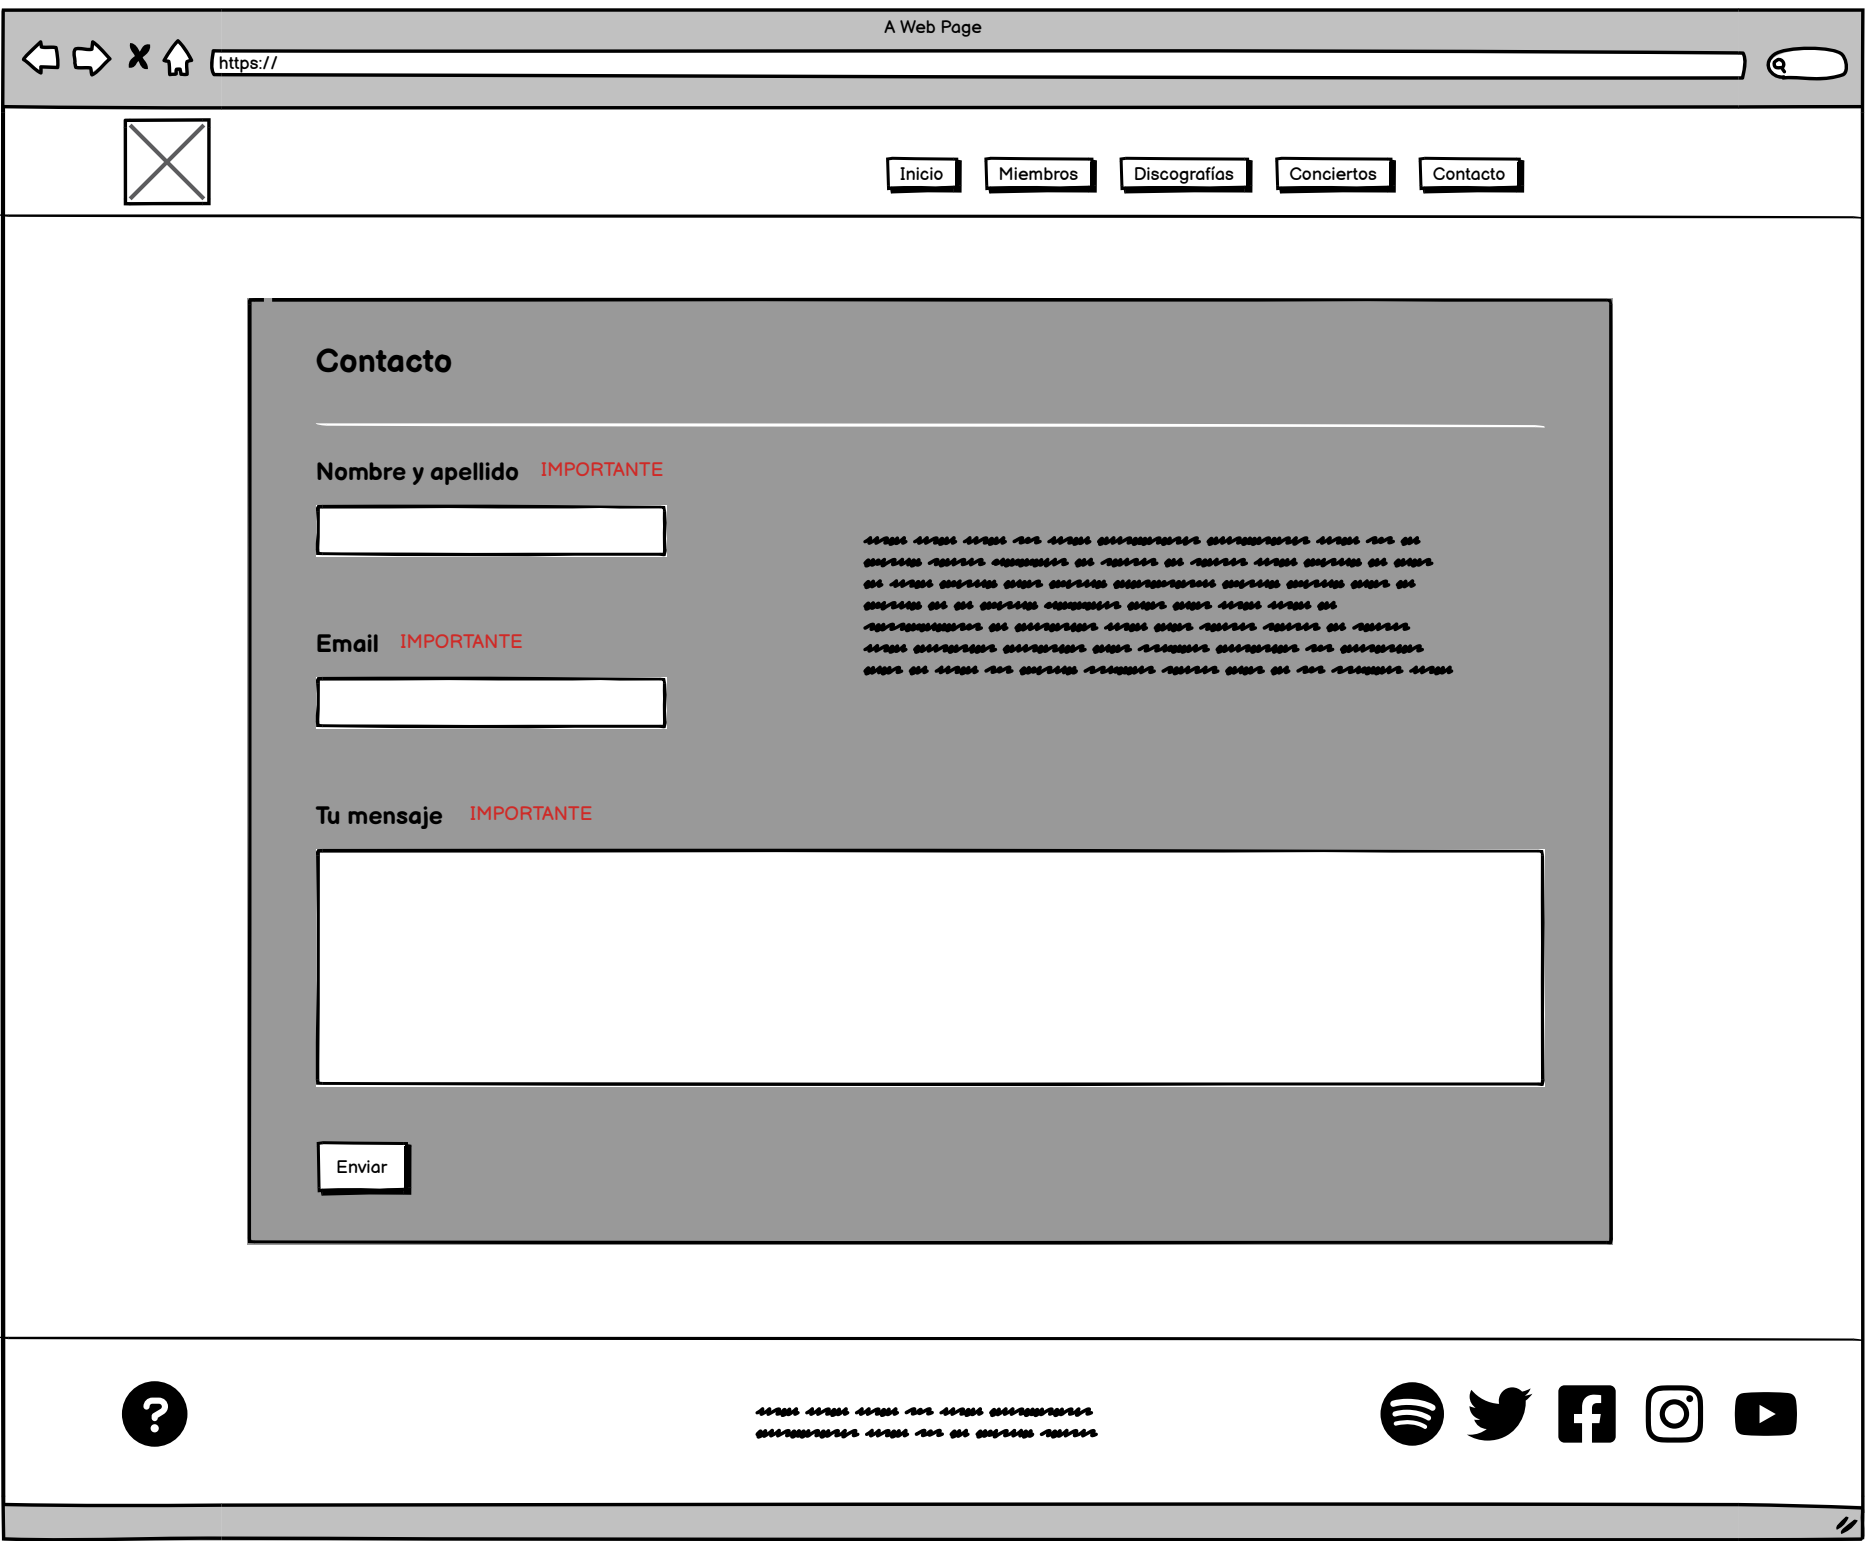 A Web Page
https://
Inicio Miembros Discografías Conciertos Contacto
Contacto
Nombre y apellido IMPORTANTE
Email IMPORTANTE
Tu mensaje IMPORTANTE
Enviar
?